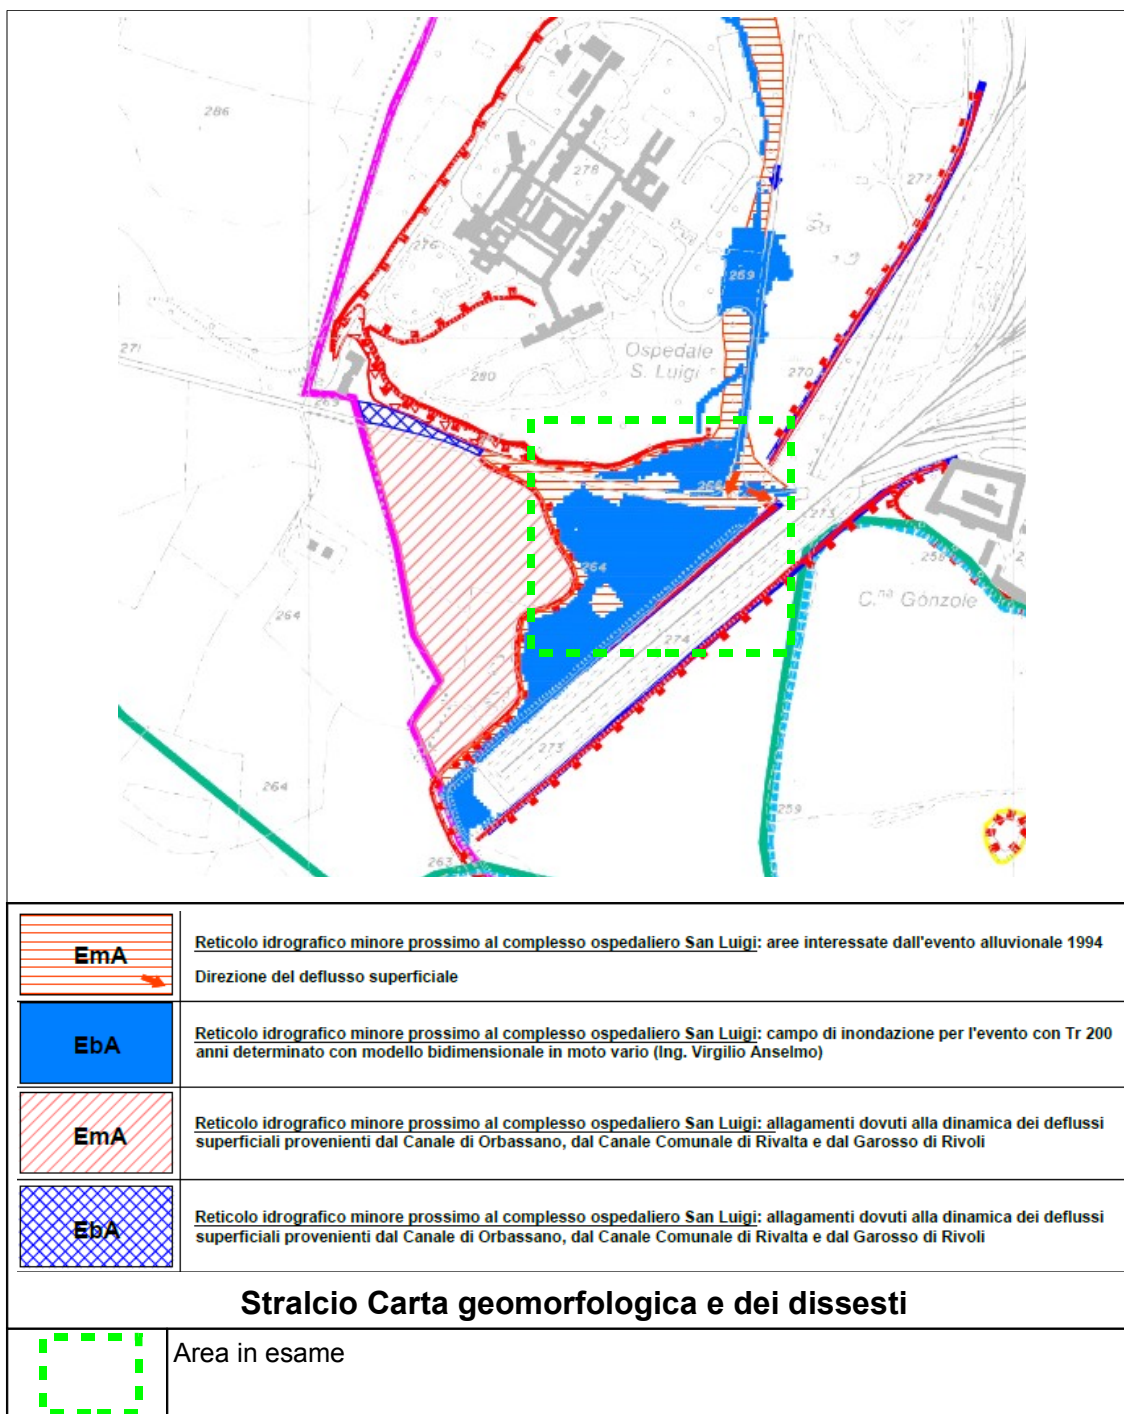 286
278
277
276
269
271
Ospedale
S. Luigi
280
270
265
273
264
258
C.na Gonzole
264
274
273
264
259
263
EmA
Reticolo idrografico minore prossimo al complesso ospedaliero San Luigi: aree interessate dall'evento alluvionale 1994
Direzione del deflusso superficiale
EbA
Reticolo idrografico minore prossimo al complesso ospedaliero San Luigi: campo di inondazione per l'evento con Tr 200
anni determinato con modello bidimensionale in moto vario (Ing. Virgilio Anselmo)
EmA
Reticolo idrografico minore prossimo al complesso ospedaliero San Luigi: allagamenti dovuti alla dinamica dei deflussi
superficiali provenienti dal Canale di Orbassano, dal Canale Comunale di Rivalta e dal Garosso di Rivoli
EbA
Reticolo idrografico minore prossimo al complesso ospedaliero San Luigi: allagamenti dovuti alla dinamica dei deflussi
superficiali provenienti dal Canale di Orbassano, dal Canale Comunale di Rivalta e dal Garosso di Rivoli
Stralcio Carta geomorfologica e dei dissesti
Area in esame